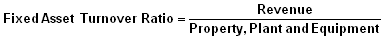 Fixed Asset Turnover Ratio = Revenue
Property, Plant and Equipment